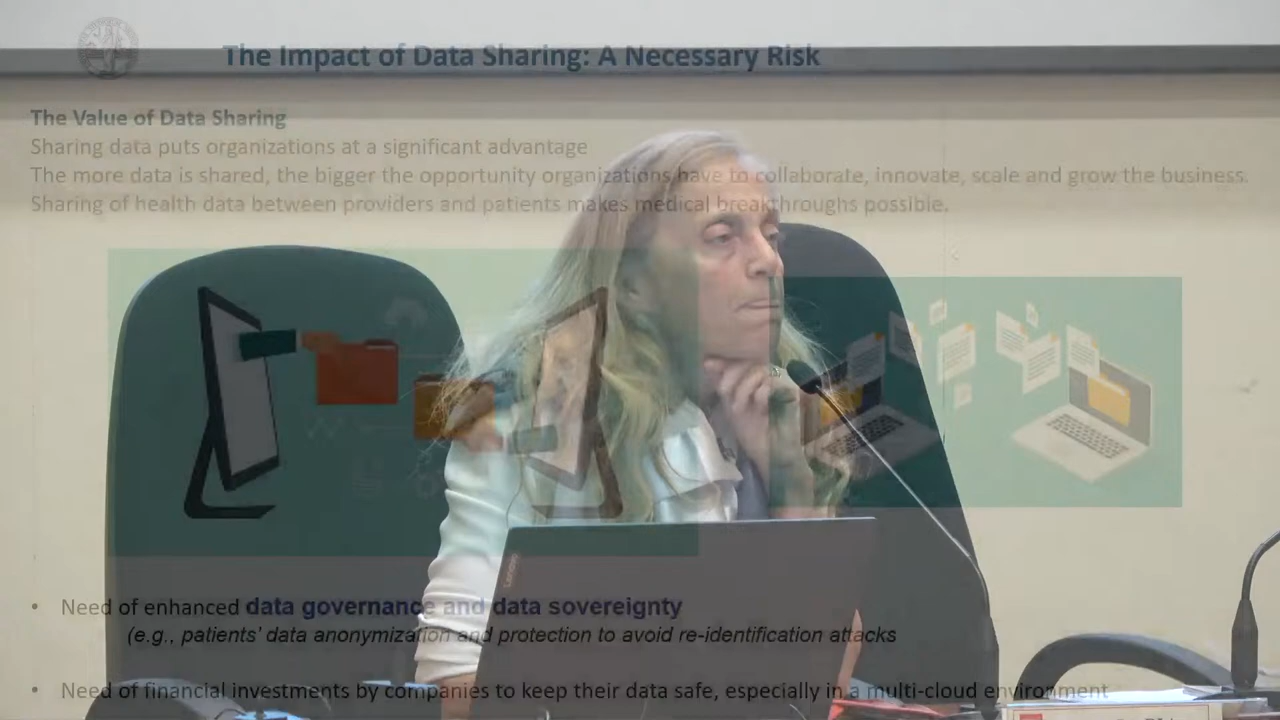 The Impact of Data Sharing: A Necessary Risk
The Value of Data Sharing
Sharing data puts organizations at a significant advantage
The more data is shared, the bigger the opportunity organizations have to collaborate, innovate, scale and grow the business.
Sharing of health data between providers and patients makes medical breakthroughs possible.
Lenovo
• Need of enhanced data governance and data sovereignty
(e.g., patients' data anonymization and protection to avoid re-identification attacks
• Need of financial investments by companies to keep their data safe, especially in a multi-cloud environment